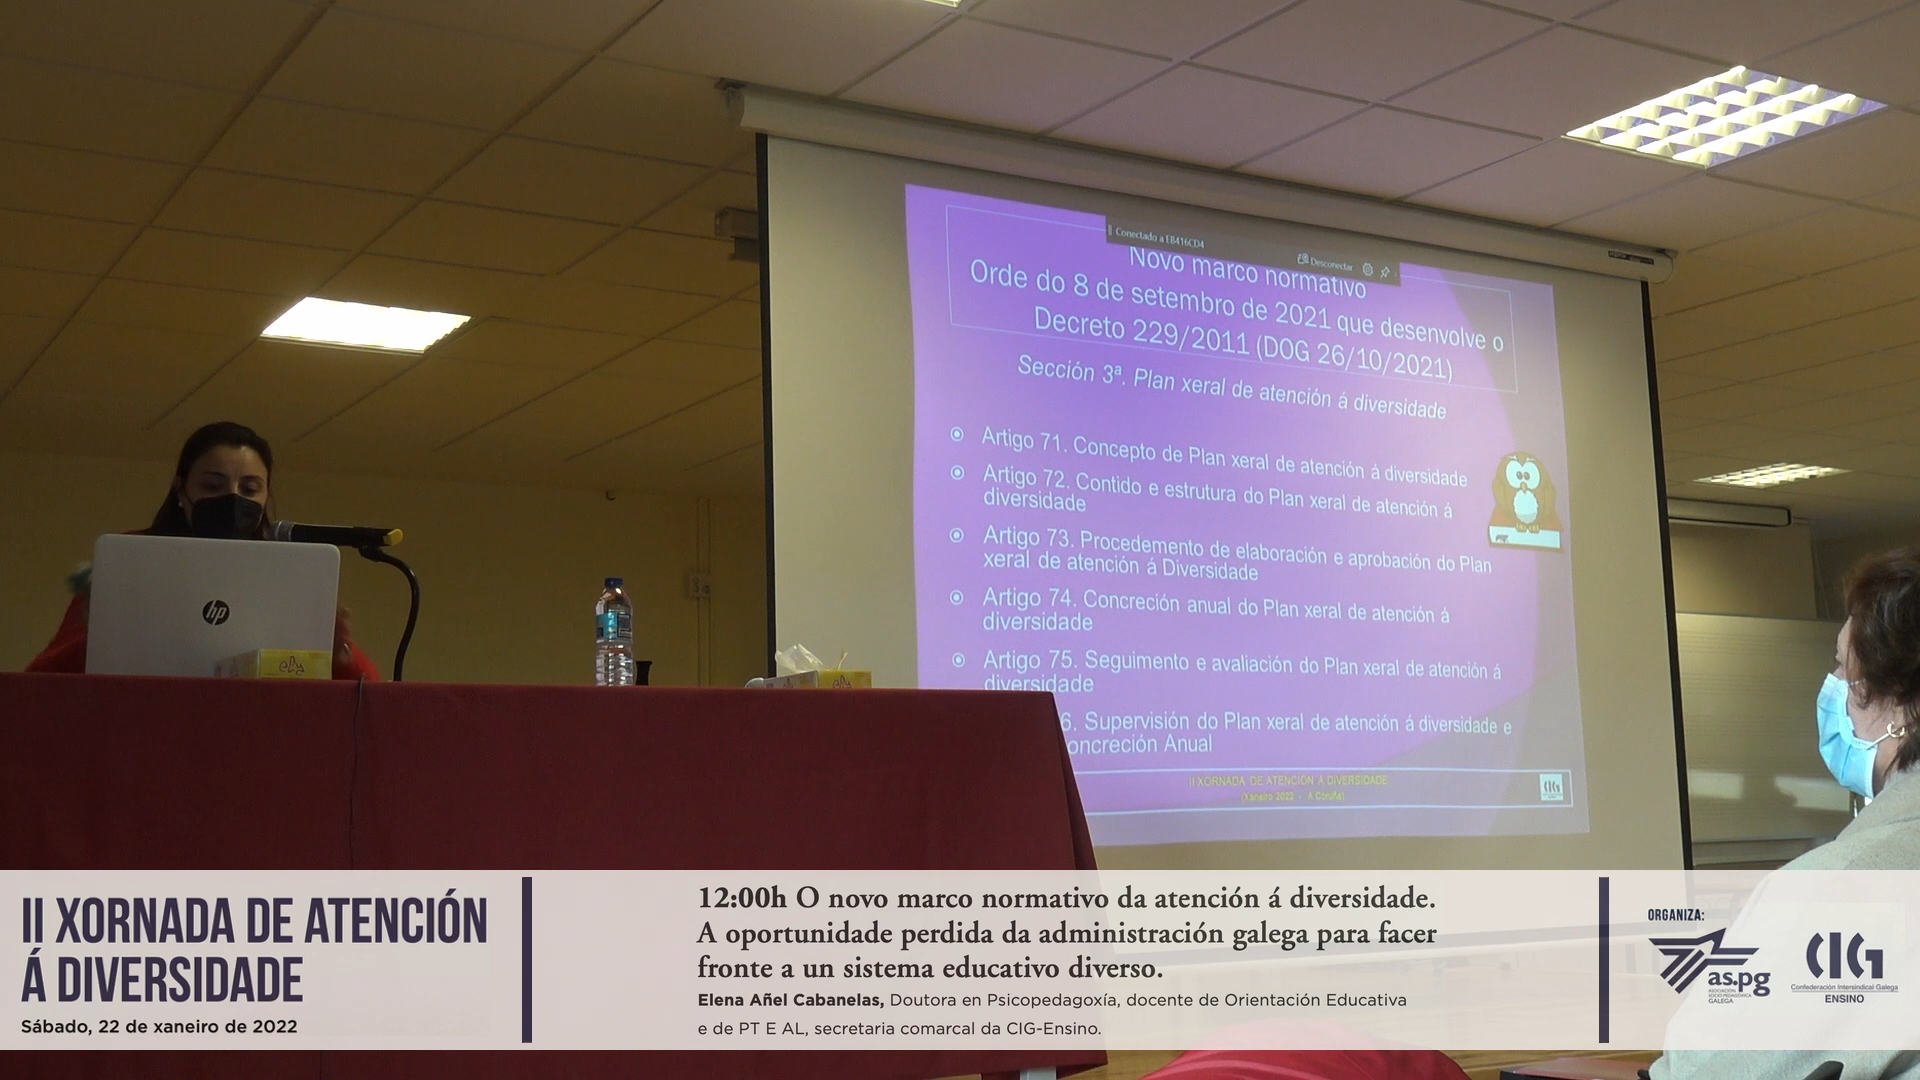 Conectado a EB416CD4
Desconectar
Novo marco normativo
Orde do 8 de setembro de 2021 que desenvolve o
Decreto 229/2011 (DOG 26/10/2021)
Sección 3ª. Plan xeral de atención á diversidade
Artigo 71. Concepto de Plan xeral de atención á diversidade
Artigo 72. Contido e estrutura do Plan xeral de atención á
diversidade
Artigo 73. Procedemento de elaboración e aprobación do Plan
xeral de atención á Diversidade
Artigo 74. Concreción anual do Plan xeral de atención á
diversidade
Artigo 75. Seguimento e avaliación do Plan xeral de atención á
diversidade
6. Supervisión do Plan xeral de atención á diversidade e
oncreción Anual
II XORNADA DE ATENCIÓN Á DIVERSIDADE
(Xaneiro 2022 - A Coruña)
CIG
hp
II XORNADA DE ATENCIÓN
Á DIVERSIDADE
Sábado, 22 de xaneiro de 2022
12:00h O novo marco normativo da atención á diversidade.
A oportunidade perdida da administración galega para facer
fronte a un sistema educativo diverso.
Elena Añel Cabanelas, Doutora en Psicopedagoxía, docente de Orientación Educativa
e de PT E AL, secretaria comarcal da CIG-Ensino.
ORGANIZA:
as.pg
ASOCIACIÓN
SOCIO-PEDAGÓXICA
GALEGA
CIG
Confederación Intersindical Galega
ENSINO